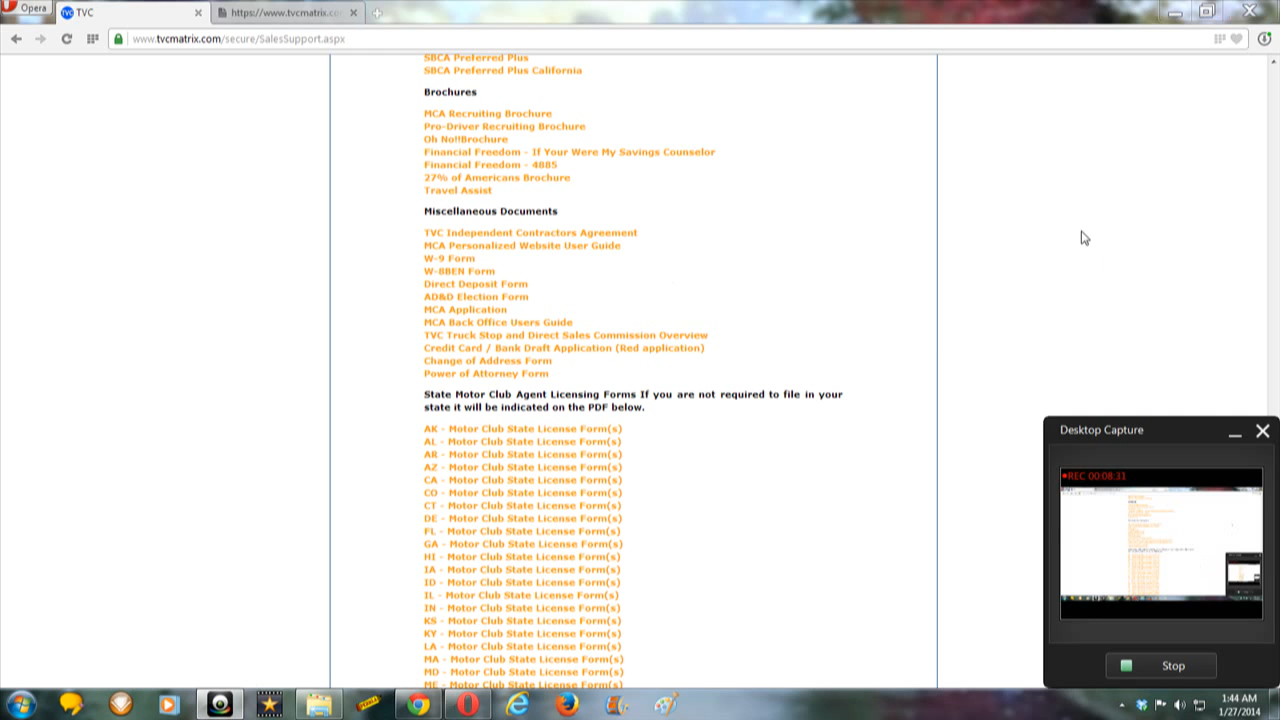 Opera
TVC
https://www.tvcmatrix.co
www.tvcmatrix.com/secure/SalesSupport.aspx
SBCA Preferred Plus
SBCA Preferred Plus California
Brochures
MCA Recruiting Brochure
Pro-Driver Recruiting Brochure
Oh No!!Brochure
Financial Freedom - If Your Were My Savings Counselor
Financial Freedom - 4885
27% of Americans Brochure
Travel Assist
Miscellaneous Documents
TVC Independent Contractors Agreement
MCA Personalized Website User Guide
W-9 Form
W-8BEN Form
Direct Deposit Form
AD&D Election Form
MCA Application
MCA Back Office Users Guide
TVC Truck Stop and Direct Sales Commission Overview
Credit Card / Bank Draft Application (Red application)
Change of Address Form
Power of Attorney Form
State Motor Club Agent Licensing Forms If you are not required to file in your
state it will be indicated on the PDF below.
AK - Motor Club State License Form(s)
AL - Motor Club State License Form(s)
AR - Motor Club State License Form(s)
AZ - Motor Club State License Form(s)
CA - Motor Club State License Form(s)
CO - Motor Club State License Form(s)
CT - Motor Club State License Form(s)
DE - Motor Club State License Form(s)
FL - Motor Club State License Form(s)
GA - Motor Club State License Form(s)
HI - Motor Club State License Form(s)
IA - Motor Club State License Form(s)
ID - Motor Club State License Form(s)
IL - Motor Club State License Form(s)
IN - Motor Club State License Form(s)
KS - Motor Club State License Form(s)
KY - Motor Club State License Form(s)
LA - Motor Club State License Form(s)
MA - Motor Club State License Form(s)
MD - Motor Club State License Form(s)
ME - Motor Club State License Form(s)
Desktop Capture
REC 00:08:31
Stop
1:44 AM
1/27/2014